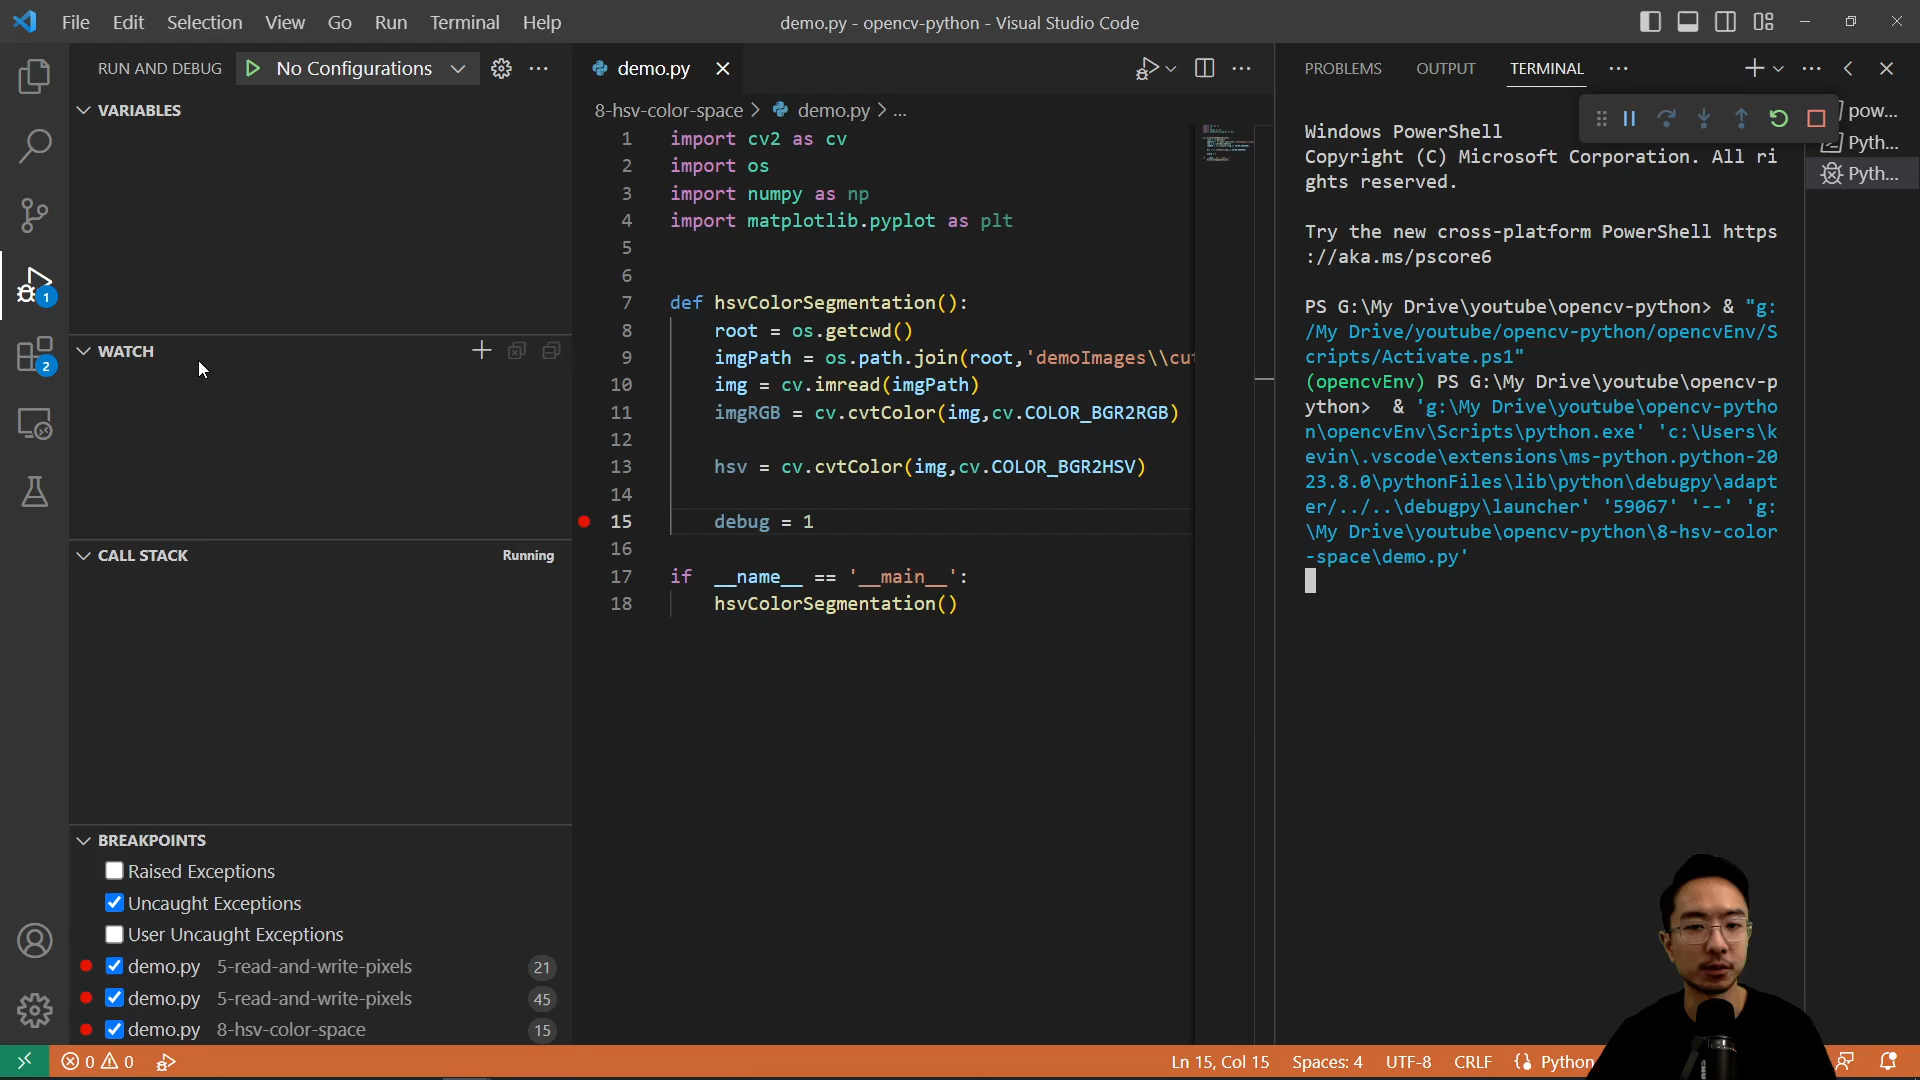 File Edit Selection View Go Run Terminal Help
demo.py - opencv-python - Visual Studio Code
RUN AND DEBUG No Configurations
VARIABLES
WATCH
CALL STACK Running
BREAKPOINTS
Raised Exceptions
Uncaught Exceptions
User Uncaught Exceptions
demo.py 5-read-and-write-pixels 21
demo.py 5-read-and-write-pixels 45
demo.py 8-hsv-color-space 15
1
2
demo.py
8-hsv-color-space > demo.py > ...
1 import cv2 as cv
2 import os
3 import numpy as np
4 import matplotlib.pyplot as plt
5
6
7 def hsvColorSegmentation():
8 root = os.getcwd()
9 imgPath = os.path.join(root,'demoImages\\cut
10 img = cv.imread(imgPath)
11 imgRGB = cv.cvtColor(img,cv.COLOR_BGR2RGB)
12
13 hsv = cv.cvtColor(img,cv.COLOR_BGR2HSV)
14
15 debug = 1
16
17 if __name__ == '__main__':
18 hsvColorSegmentation()
PROBLEMS OUTPUT TERMINAL
pow...
Pyth...
Pyth...
Windows PowerShell
Copyright (C) Microsoft Corporation. All ri
ghts reserved.
Try the new cross-platform PowerShell https
://aka.ms/pscore6
PS G:\My Drive\youtube\opencv-python> & "g:
/My Drive/youtube/opencv-python/opencvEnv/S
cripts/Activate.ps1"
(opencvEnv) PS G:\My Drive\youtube\opencv-p
ython> & 'g:\My Drive\youtube\opencv-pytho
n\opencvEnv\Scripts\python.exe' 'c:\Users\k
evin\.vscode\extensions\ms-python.python-20
23.8.0\pythonFiles\lib\python\debugpy\adapt
er/../..\debugpy\launcher' '59067' '--' 'g:
\My Drive\youtube\opencv-python\8-hsv-color
-space\demo.py'
0 0
Ln 15, Col 15 Spaces: 4 UTF-8 CRLF Python